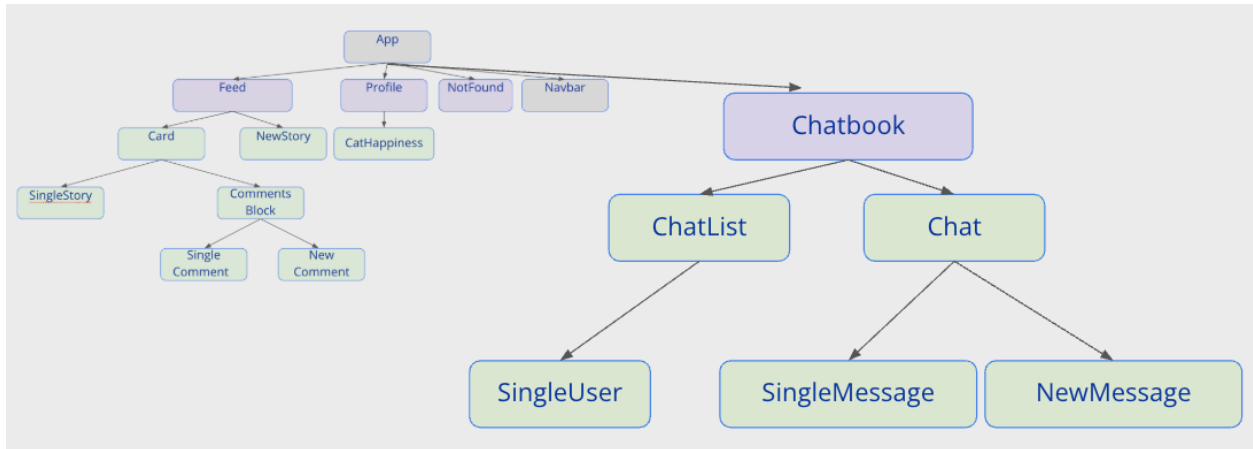 App
Feed
Profile
NotFound
Navbar
Chatbook
Card
NewStory
CatHappiness
SingleStory
Comments
Block
ChatList
Chat
Single
Comment
New
Comment
SingleUser
SingleMessage
NewMessage